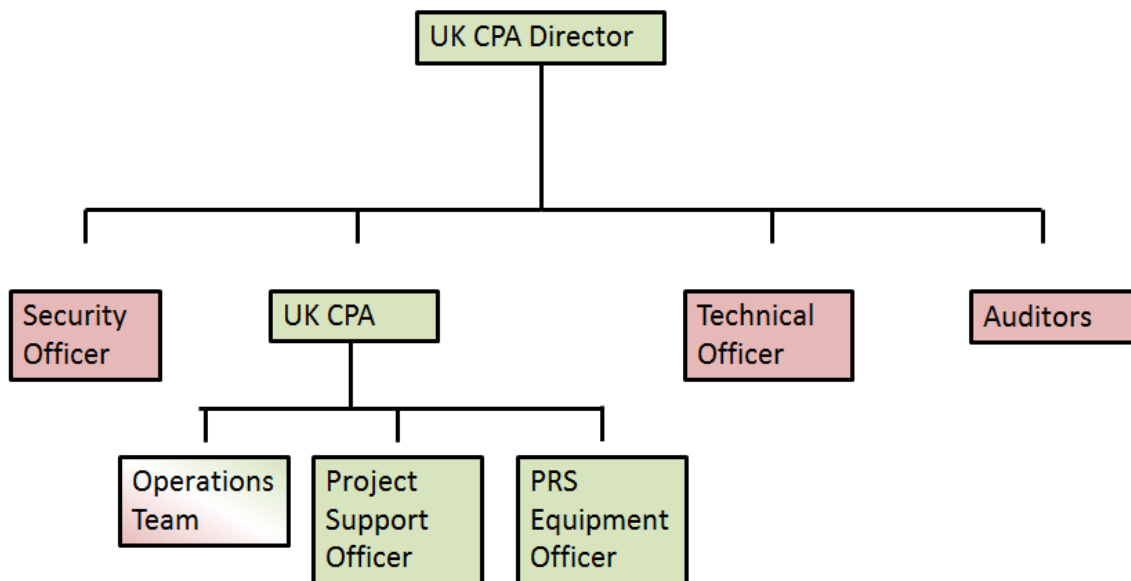 UK CPA Director
Security
Officer
UK CPA
Technical
Officer
Auditors
Operations
Team
Project
Support
Officer
PRS
Equipment
Officer